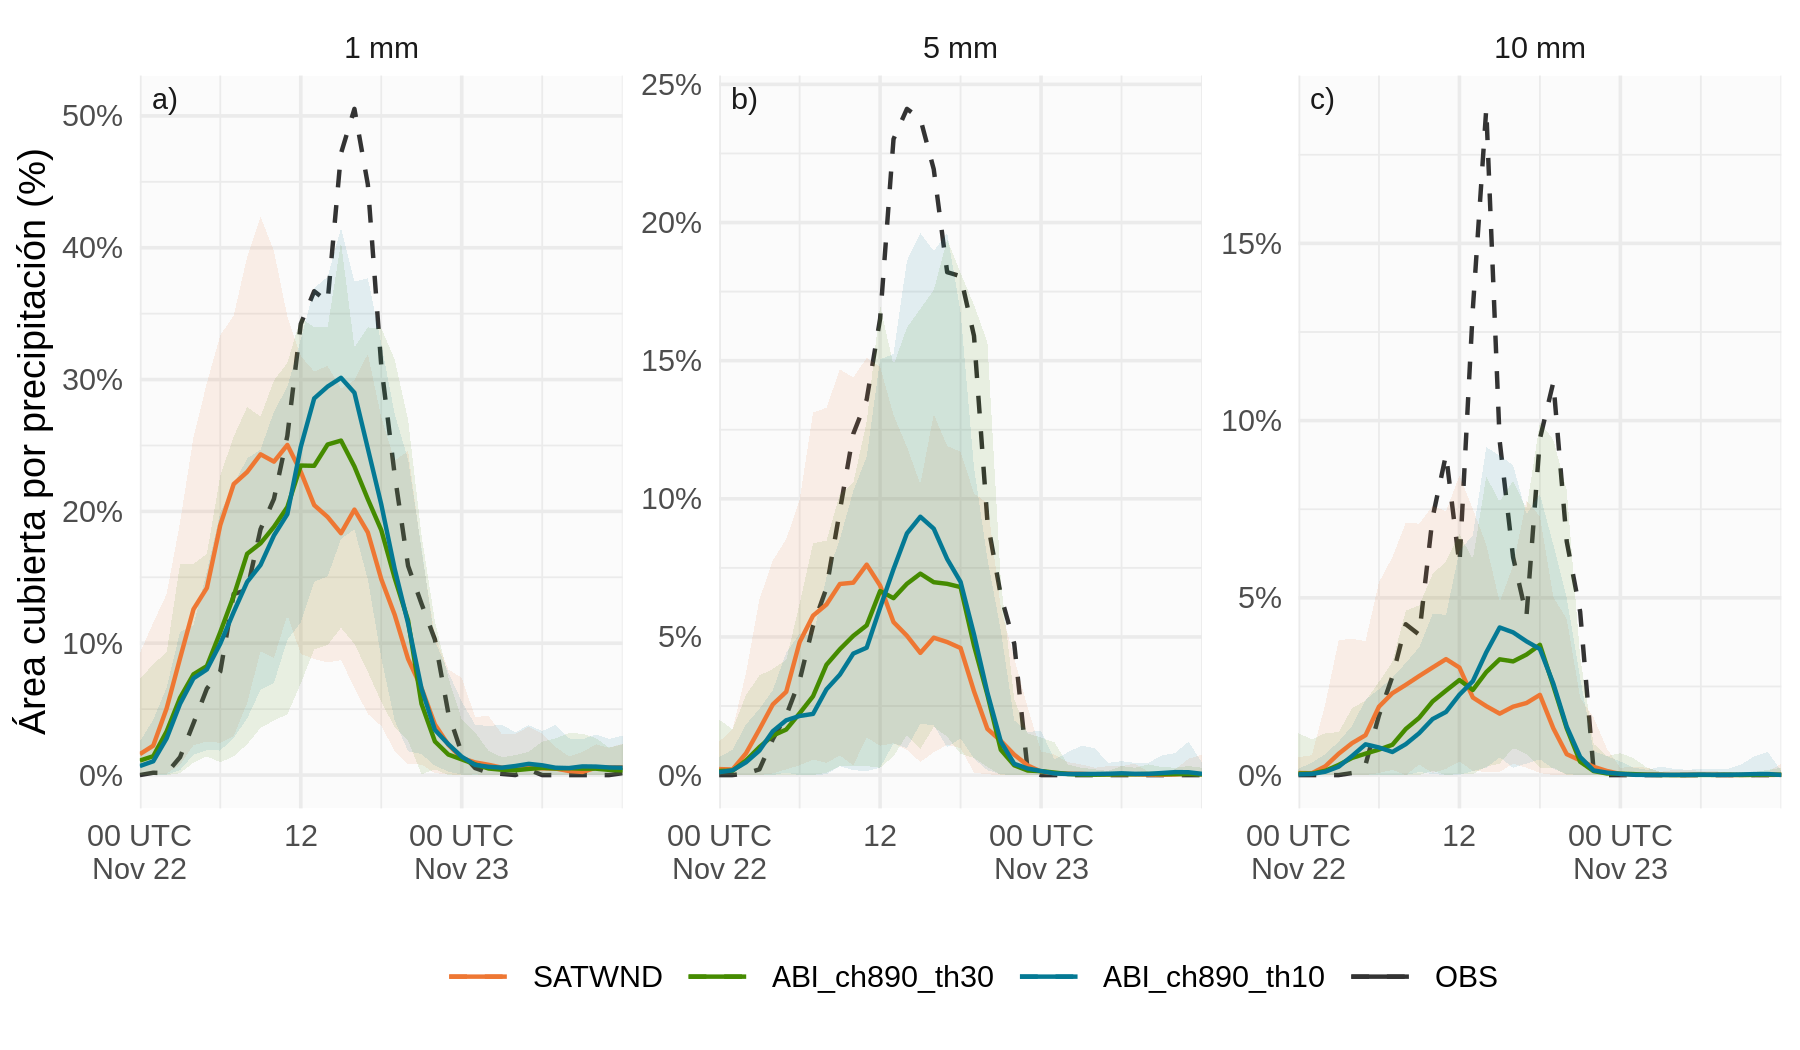 1 mm
5 mm
10 mm
Área cubierta por precipitación (%)
a)
50%
40%
30%
20%
10%
0%
b)
25%
20%
15%
10%
5%
0%
c)
15%
10%
5%
0%
00 UTC 12 00 UTC
Nov 22 Nov 23
00 UTC 12 00 UTC
Nov 22 Nov 23
00 UTC 12 00 UTC
Nov 22 Nov 23
SATWND ABI_ch890_th30 ABI_ch890_th10 OBS